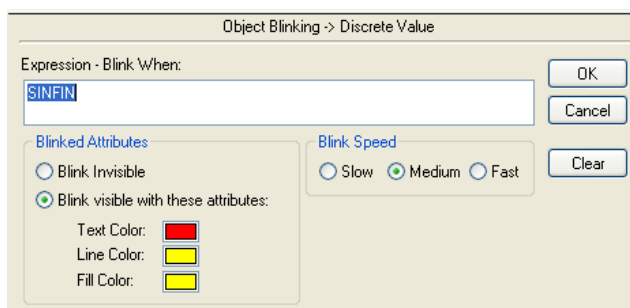 Object Blinking -> Discrete Value
Expression - Blink When:
SINFIN
OK
Cancel
Clear
Blinked Attributes
Blink Invisible
Blink visible with these attributes:
Text Color:
Line Color:
Fill Color:
Blink Speed
Slow Medium Fast